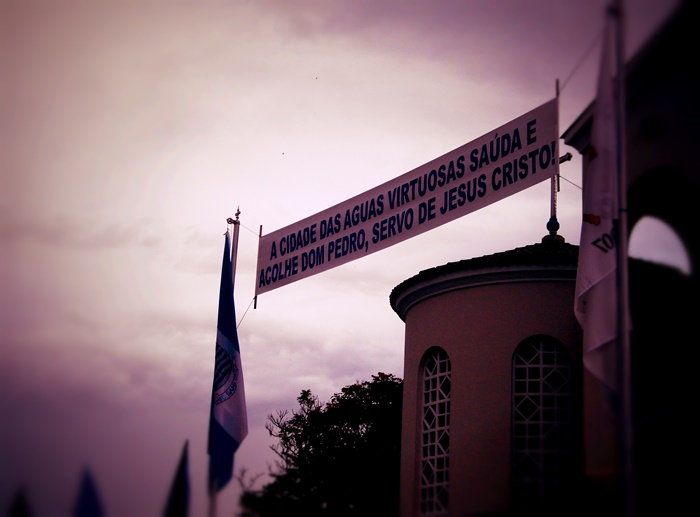 A CIDADE DAS AGUAS VIRTUOSAS SAÚDA E
ACOLHE DOM PEDRO, SERVO DE JESUS CRISTO!